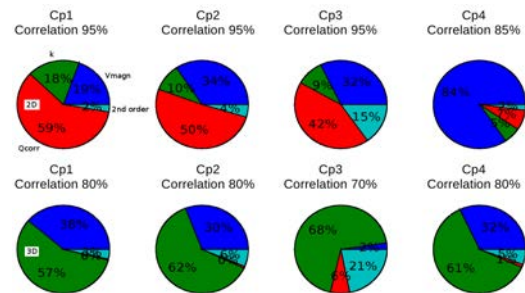 Cp1
Correlation 95%
Cp2
Correlation 95%
Cp3
Correlation 95%
Cp4
Correlation 85%
k
18%
Vmagn
19%
2D
2nd order
59%
Qcorr
10%
34%
4%
50%
9%
32%
15%
42%
84%
Cp1
Correlation 80%
Cp2
Correlation 80%
Cp3
Correlation 70%
Cp4
Correlation 80%
38%
3D
57%
30%
62%
68%
2%
6%
21%
32%
61%